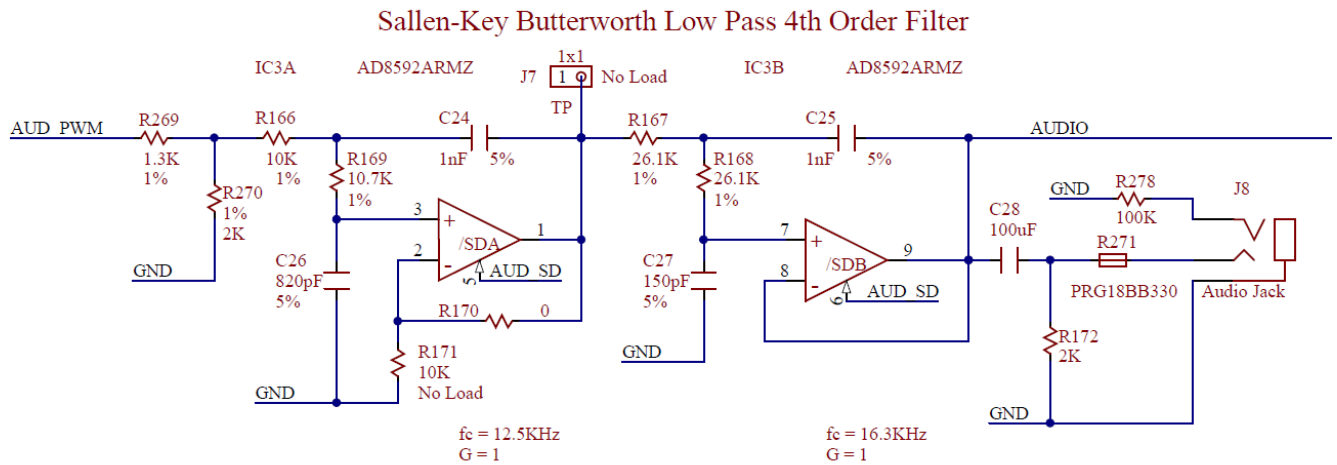 Sallen-Key Butterworth Low Pass 4th Order Filter
IC3A AD8592ARMZ
1x1
J7 1 No Load
TP
IC3B AD8592ARMZ
AUD_PWM
R269
1.3K
1%
R166
10K
1%
C24
1nF 5%
R167
26.1K
1%
C25
1nF 5%
AUDIO
R270
1%
2K
GND
R169
10.7K
1%
3
+
2
-
1
/SDA
5
AUD_SD
C26
820pF
5%
R170 0
R171
10K
No Load
GND
R168
26.1K
1%
7
+
8
-
9
/SDB
6
AUD_SD
C27
150pF
5%
GND
GND
R278
100K
J8
C28
100uF
R271
PRG18BB330
Audio Jack
R172
2K
GND
fc = 12.5KHz
G = 1
fc = 16.3KHz
G = 1